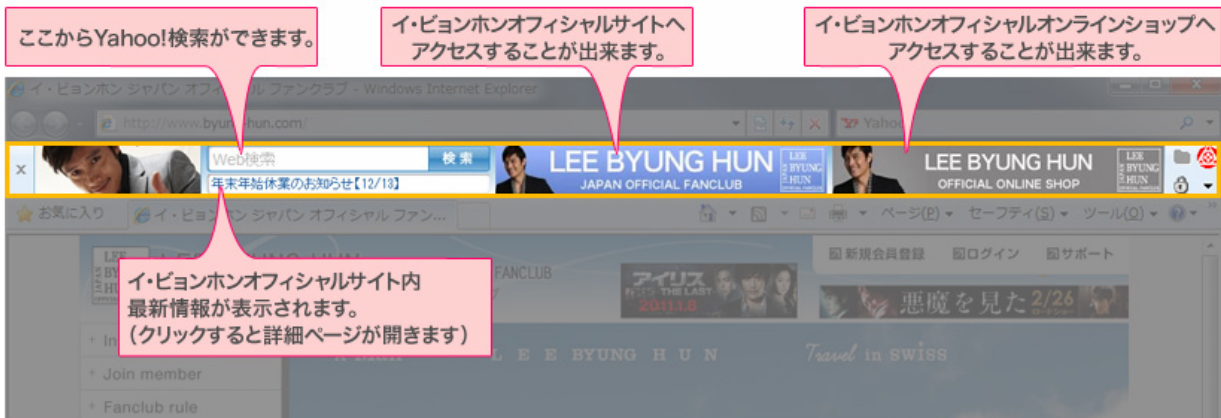 ここからYahoo!検索ができます。
イ・ビョンホンオフィシャルサイトへ
アクセスすることが出来ます。
イ・ビョンホンオフィシャルオンラインショップへ
アクセスすることが出来ます。
イ・ビョンホン ジャパン オフィシャル ファンクラブ - Windows Internet Explorer
http://www.byung-hun.com/
Yahoo
x
Web検索
検索
年末年始休業のお知らせ【12/13】
LEE BYUNG HUN
JAPAN OFFICIAL FANCLUB
LEE BYUNG HUN
LEE BYUNG HUN
OFFICIAL ONLINE SHOP
LEE BYUNG HUN
お気に入り
イ・ビョンホン ジャパン オフィシャル ファン...
ページ(P)
セーフティ(S)
ツール(O)
イ・ビョンホンオフィシャルサイト内
最新情報が表示されます。
(クリックすると詳細ページが開きます)
FANCLUB
アイリス
THE LAST
2011.1.8
新規会員登録
ログイン
サポート
悪魔を見た 2/26
LEE BYUNG HUN
Travel in swiss
+ Join member
+ Fanclub rule